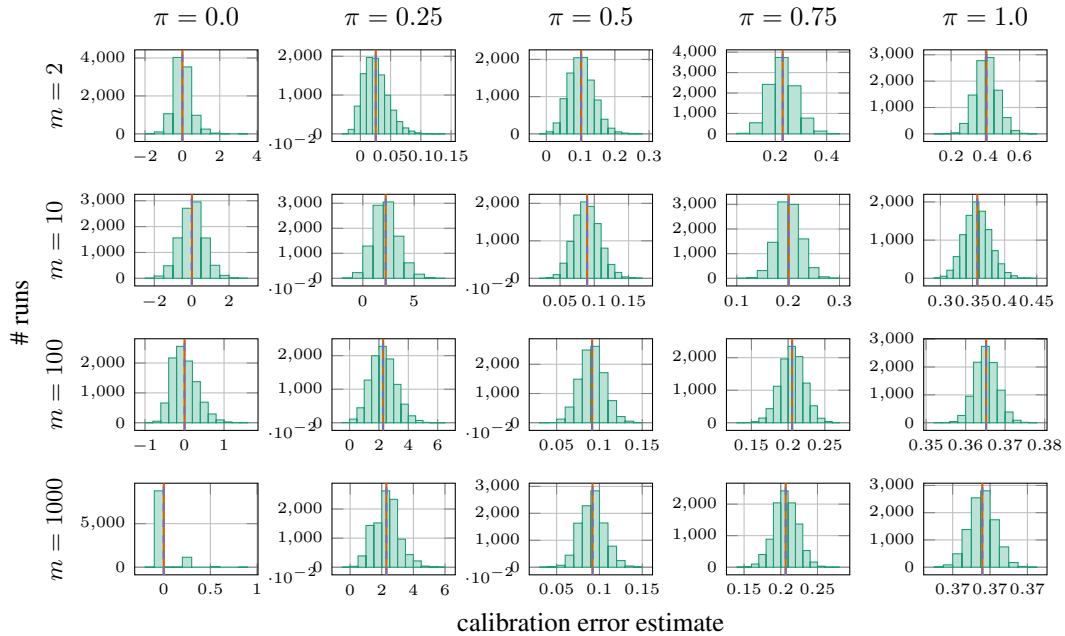 π = 0.0 π = 0.25 π = 0.5 π = 0.75 π = 1.0
m = 2
4,000 2,000 0
−2 0 2 4
·10−2
2,000 1,000 0
0 0.05 0.10 0.15
2,000 1,000 0
0 0.1 0.2 0.3
4,000 3,000 2,000 1,000 0
0.2 0.4
3,000 2,000 1,000 0
0.2 0.4 0.6
m = 10
3,000 2,000 1,000 0
−2 0 2
·10−2
3,000 2,000 1,000 0
0 5
·10−2
2,000 1,000 0
0.05 0.1 0.15
3,000 2,000 1,000 0
0.1 0.2 0.3
2,000 1,000 0
0.3 0.35 0.4 0.45
# runs
m = 100
2,000 1,000 0
−1 0 1
·10−2
2,000 1,000 0
0 2 4 6
·10−2
2,000 1,000 0
0.05 0.1 0.15
2,000 1,000 0
0.15 0.2 0.25
3,000 2,000 1,000 0
0.35 0.36 0.37 0.38
m = 1000
5,000 0
0 0.5 1
·10−2
2,000 1,000 0
0 2 4 6
·10−2
3,000 2,000 1,000 0
0.05 0.1 0.15
2,000 1,000 0
0.15 0.2 0.25
3,000 2,000 1,000 0
0.37 0.37 0.37
calibration error estimate